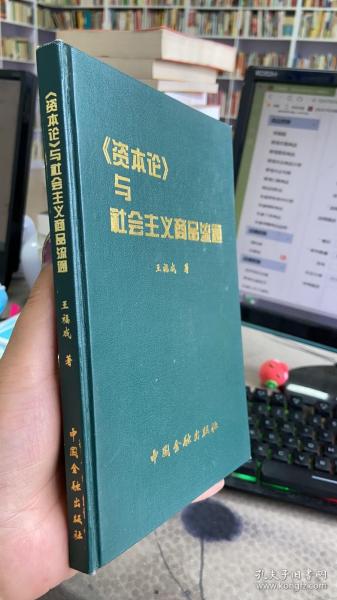 《资本论》与社会主义商品流通
王福成 著
中国金融出版社
《资本论》
与
社会主义商品流通
王福成 著
中国金融出版社
孔夫子旧书网